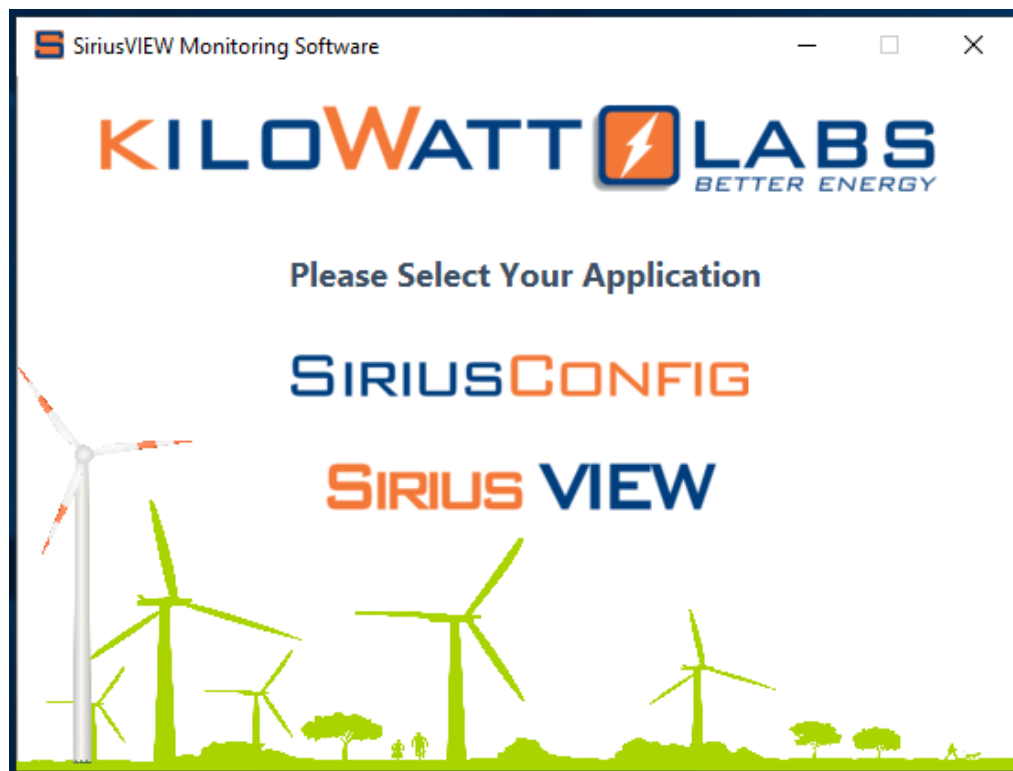 SiriusVIEW Monitoring Software
KILOWATT LABS
BETTER ENERGY
Please Select Your Application
SIRIUSCONFIG
SIRIUS VIEW